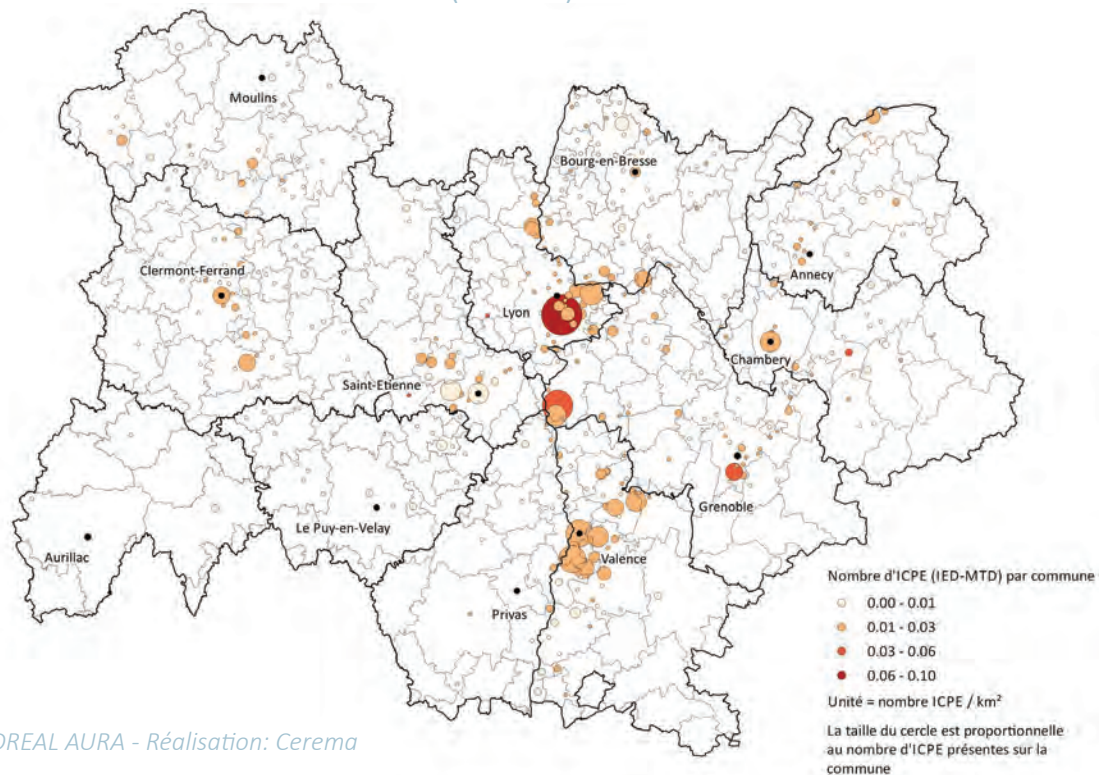 Moulins
Bourg-en-Bresse
Clermont-Ferrand
Annecy
Lyon
Chambery
Saint-Etienne
Grenoble
Le Puy-en-Velay
Aurillac
Valence
Privas
Nombre d'ICPE (IED-MTD) par commune
0.00 - 0.01
0.01 - 0.03
0.03 - 0.06
0.06 - 0.10
Unité = nombre ICPE / km²
La taille du cercle est proportionnelle
au nombre d'ICPE présentes sur la
commune
DREAL AURA - Réalisation: Cerema